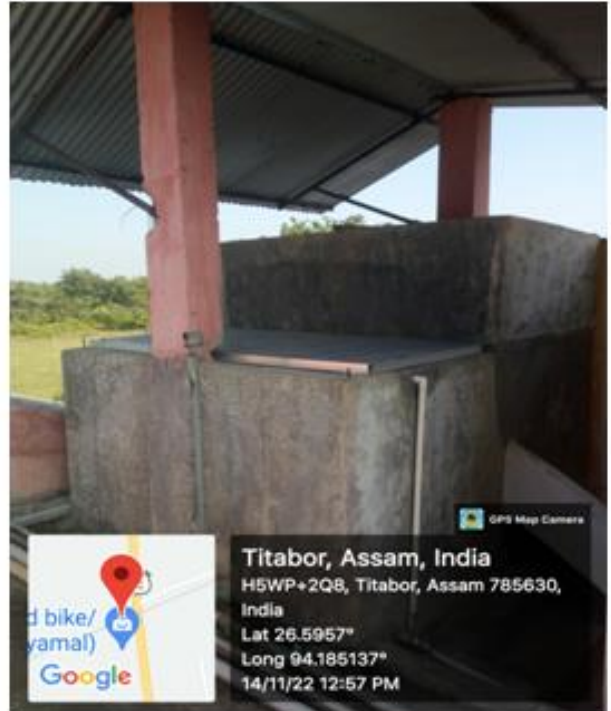 GPS Map Camera
Titabor, Assam, India
H5WP+2Q8, Titabor, Assam 785630,
India
Lat 26.5957°
Long 94.185137°
14/11/22 12:57 PM
d bike/
yamal)
Google